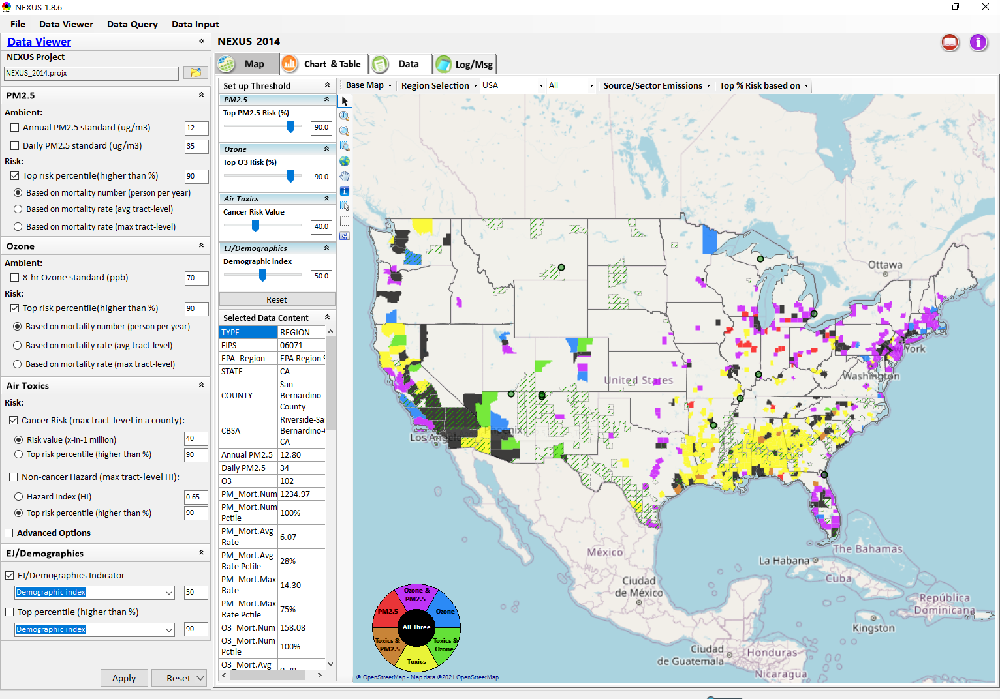 NEXUS 1.8.6
File Data Viewer Data Query Data Input
Data Viewer «
NEXUS Project
NEXUS_2014.projx
PM2.5
Ambient:
Annual PM2.5 standard (ug/m3) 12
Daily PM2.5 standard (ug/m3) 35
Risk:
Top risk percentile(higher than %) 90
Based on mortality number (person per year)
Based on mortality rate (avg tract-level)
Based on mortality rate (max tract-level)
Ozone
Ambient:
8-hr Ozone standard (ppb) 70
Risk:
Top risk percentile(higher than %) 90
Based on mortality number (person per year)
Based on mortality rate (avg tract-level)
Based on mortality rate (max tract-level)
Air Toxics
Risk:
Cancer Risk (max tract-level in a county):
Risk value (x-in-1 million) 40
Top risk percentile (higher than %) 90
Non-cancer Hazard (max tract-level HI):
Hazard Index (HI) 0.65
Top risk percentile (higher than %) 90
Advanced Options
EJ/Demographics
EJ/Demographics Indicator
Demographic index 50
Top percentile (higher than %)
Demographic index 90
Apply Reset
NEXUS_2014
Map Chart & Table Data Log/Msg
Set up Threshold
PM2.5
Top PM2.5 Risk (%)
90.0
Ozone
Top O3 Risk (%)
90.0
Air Toxics
Cancer Risk Value
40.0
EJ/Demographics
Demographic index
50.0
Reset
Selected Data Content
TYPE REGION
FIPS 06071
EPA_Region EPA Region 9
STATE CA
COUNTY San Bernardino County
CBSA Riverside-Sa Bernardino-( CA
Annual PM2.5 12.80
Daily PM2.5 34
O3 102
PM_Mort.Num 1234.97
PM_Mort.Num Pctile 100%
PM_Mort.Avg Rate 6.07
PM_Mort.Avg Rate Pctile 28%
PM_Mort.Max Rate 14.30
PM_Mort.Max Rate Pctile 75%
O3_Mort.Num 158.08
O3_Mort.Num Pctile 100%
O3_Mort.Avg 0.78
Base Map Region Selection USA All Source/Sector Emissions Top % Risk based on
Ottawa
New York
Washington
United States
Los Angeles
Phoenix
México
Ciudad de México
La Habana
The Bahamas
Cuba
República Dominicana
Kingston
Ciudad de Guatemala
Honduras
Nicaragua
Ozone & PM2.5
PM2.5
Ozone
All Three
Toxics & PM2.5
Toxics & Ozone
Toxics
© OpenStreetMap - Map data ©2021 OpenStreetMap